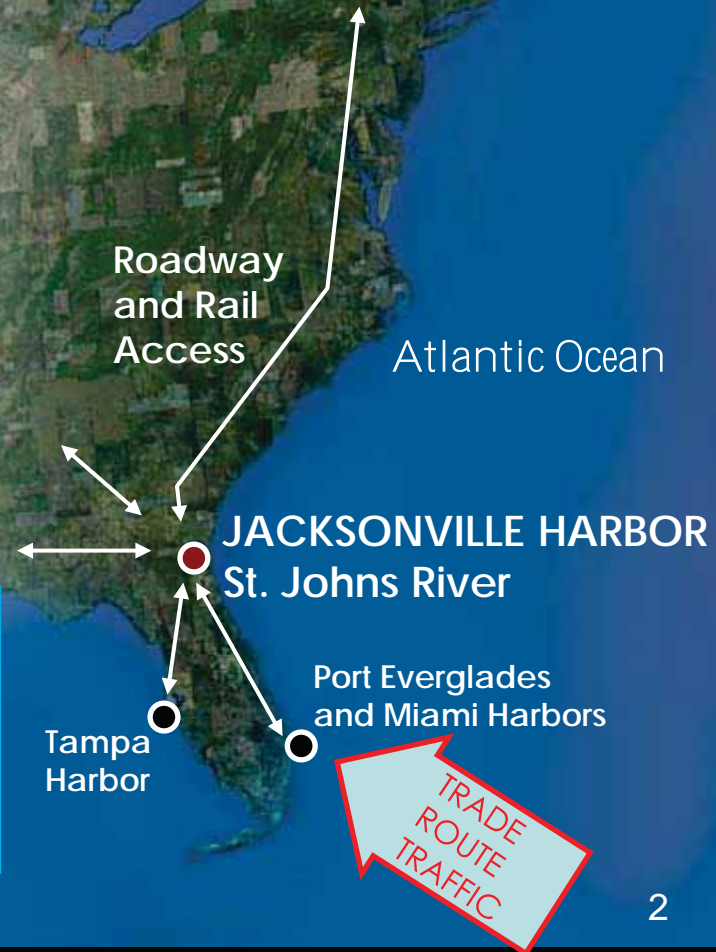 Roadway
and Rail
Access
Atlantic Ocean
JACKSONVILLE HARBOR
St. Johns River
Port Everglades
and Miami Harbors
Tampa
Harbor
TRADE
ROUTE
TRAFFIC
2